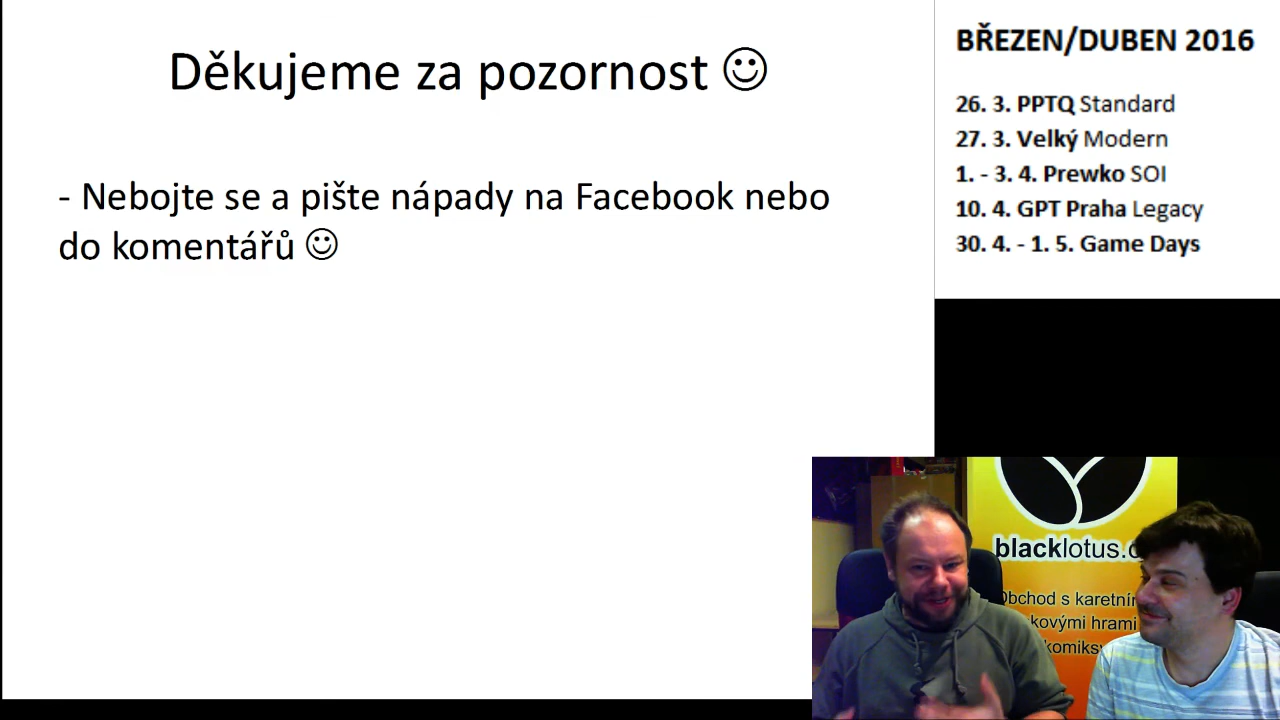 Děkujeme za pozornost ☺
- Nebojte se a pište nápady na Facebook nebo
do komentářů ☺
BŘEZEN/DUBEN 2016
26. 3. PPTQ Standard
27. 3. Velký Modern
1. - 3. 4. Prewko SOI
10. 4. GPT Praha Legacy
30. 4. - 1. 5. Game Days
blacklotus.c
Obchod s karetním
kovými hrami
komiks